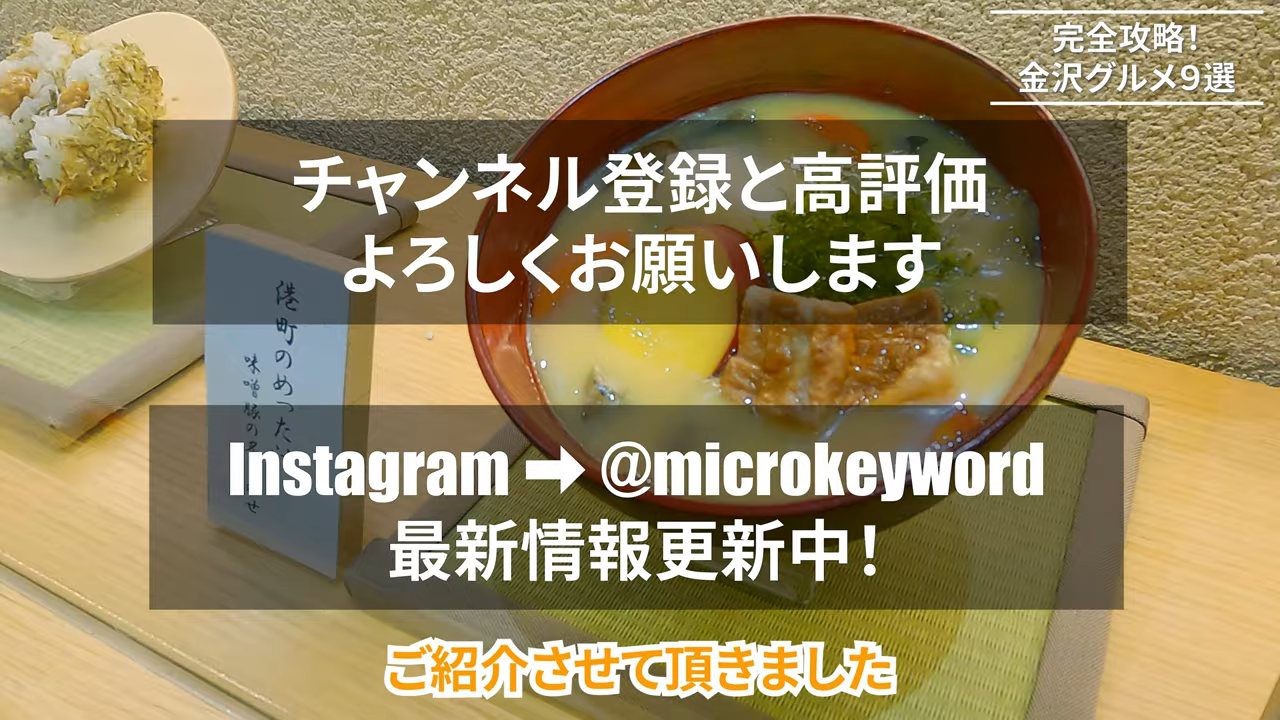 完全攻略!
金沢グルメ9選
チャンネル登録と高評価
よろしくお願いします
港町のめった
味噌豚の
せ
Instagram ➡ @microkeyword
最新情報更新中!
ご紹介させて頂きました